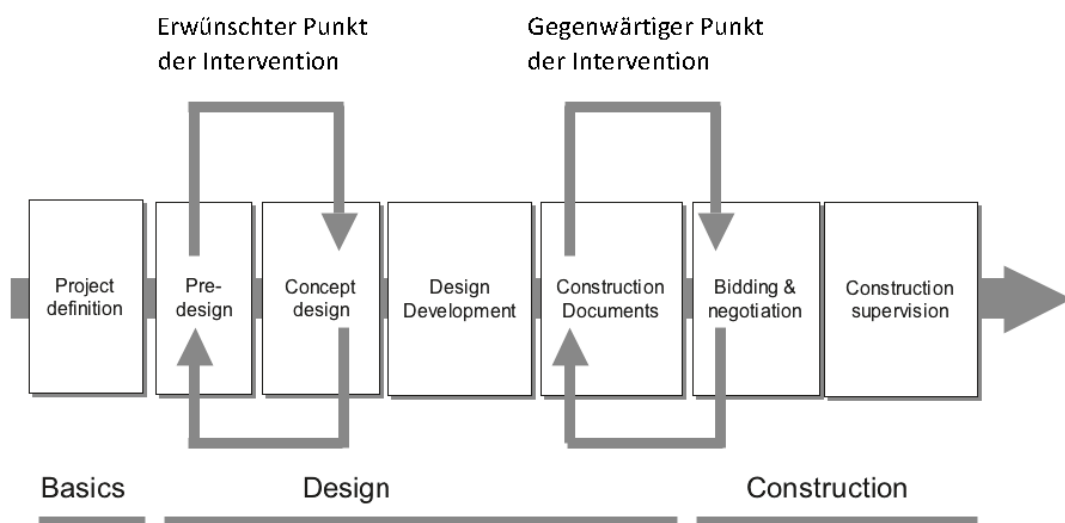 Erwünschter Punkt
der Intervention
Gegenwärtiger Punkt
der Intervention
Project
definition
Pre-
design
Concept
design
Design
Development
Construction
Documents
Bidding &
negotiation
Construction
supervision
Basics
Design
Construction